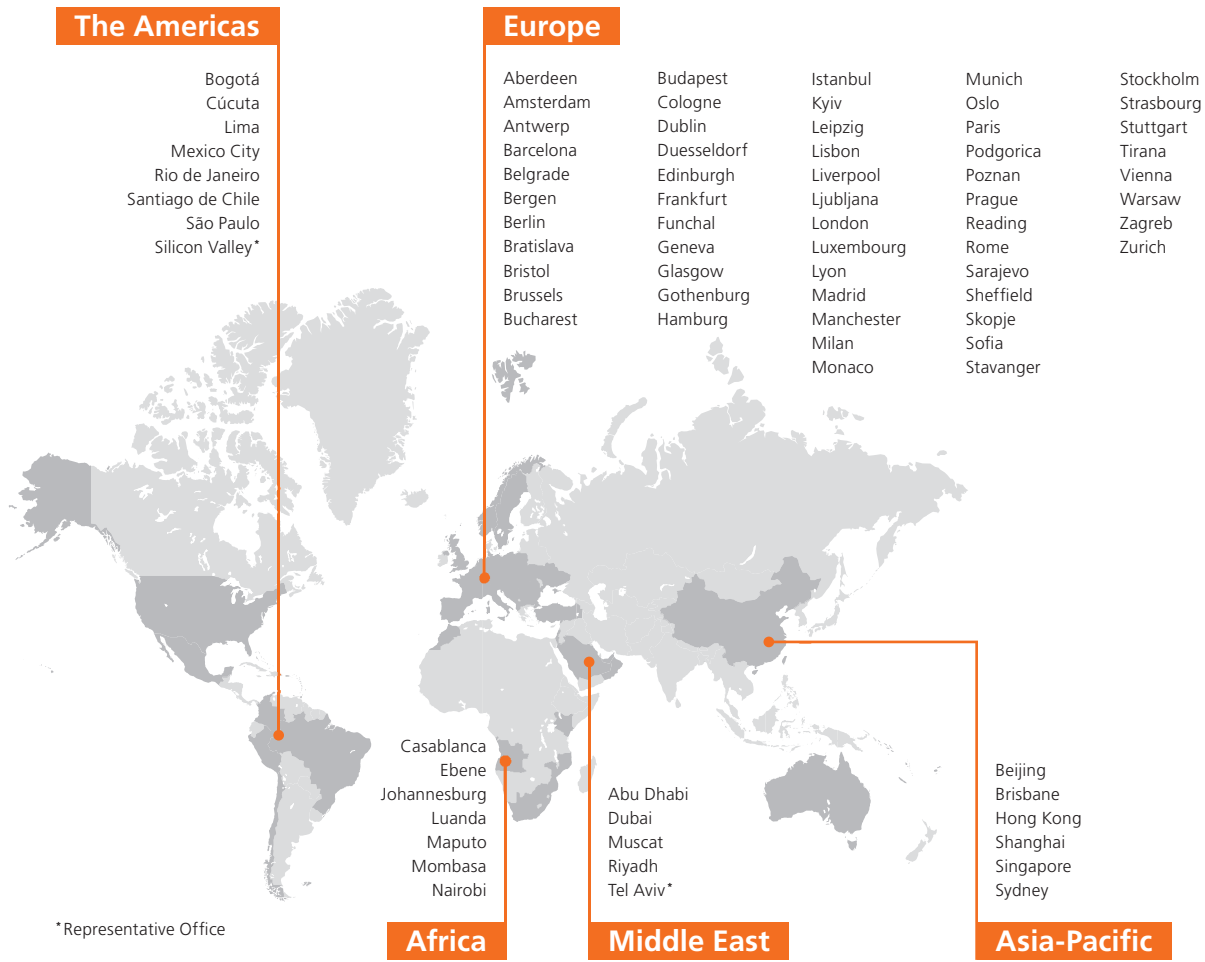 The Americas
Bogotá
Cúcuta
Lima
Mexico City
Rio de Janeiro
Santiago de Chile
São Paulo
Silicon Valley*
Europe
Aberdeen
Amsterdam
Antwerp
Barcelona
Belgrade
Bergen
Berlin
Bratislava
Bristol
Brussels
Bucharest
Budapest
Cologne
Dublin
Duesseldorf
Edinburgh
Frankfurt
Funchal
Geneva
Glasgow
Gothenburg
Hamburg
Istanbul
Kyiv
Leipzig
Lisbon
Liverpool
Ljubljana
London
Luxembourg
Lyon
Madrid
Manchester
Milan
Monaco
Munich
Oslo
Paris
Podgorica
Poznan
Prague
Reading
Rome
Sarajevo
Sheffield
Skopje
Sofia
Stavanger
Stockholm
Strasbourg
Stuttgart
Tirana
Vienna
Warsaw
Zagreb
Zurich
Casablanca
Ebene
Johannesburg
Luanda
Maputo
Mombasa
Nairobi
Africa
Abu Dhabi
Dubai
Muscat
Riyadh
Tel Aviv*
Middle East
Beijing
Brisbane
Hong Kong
Shanghai
Singapore
Sydney
Asia-Pacific
*Representative Office